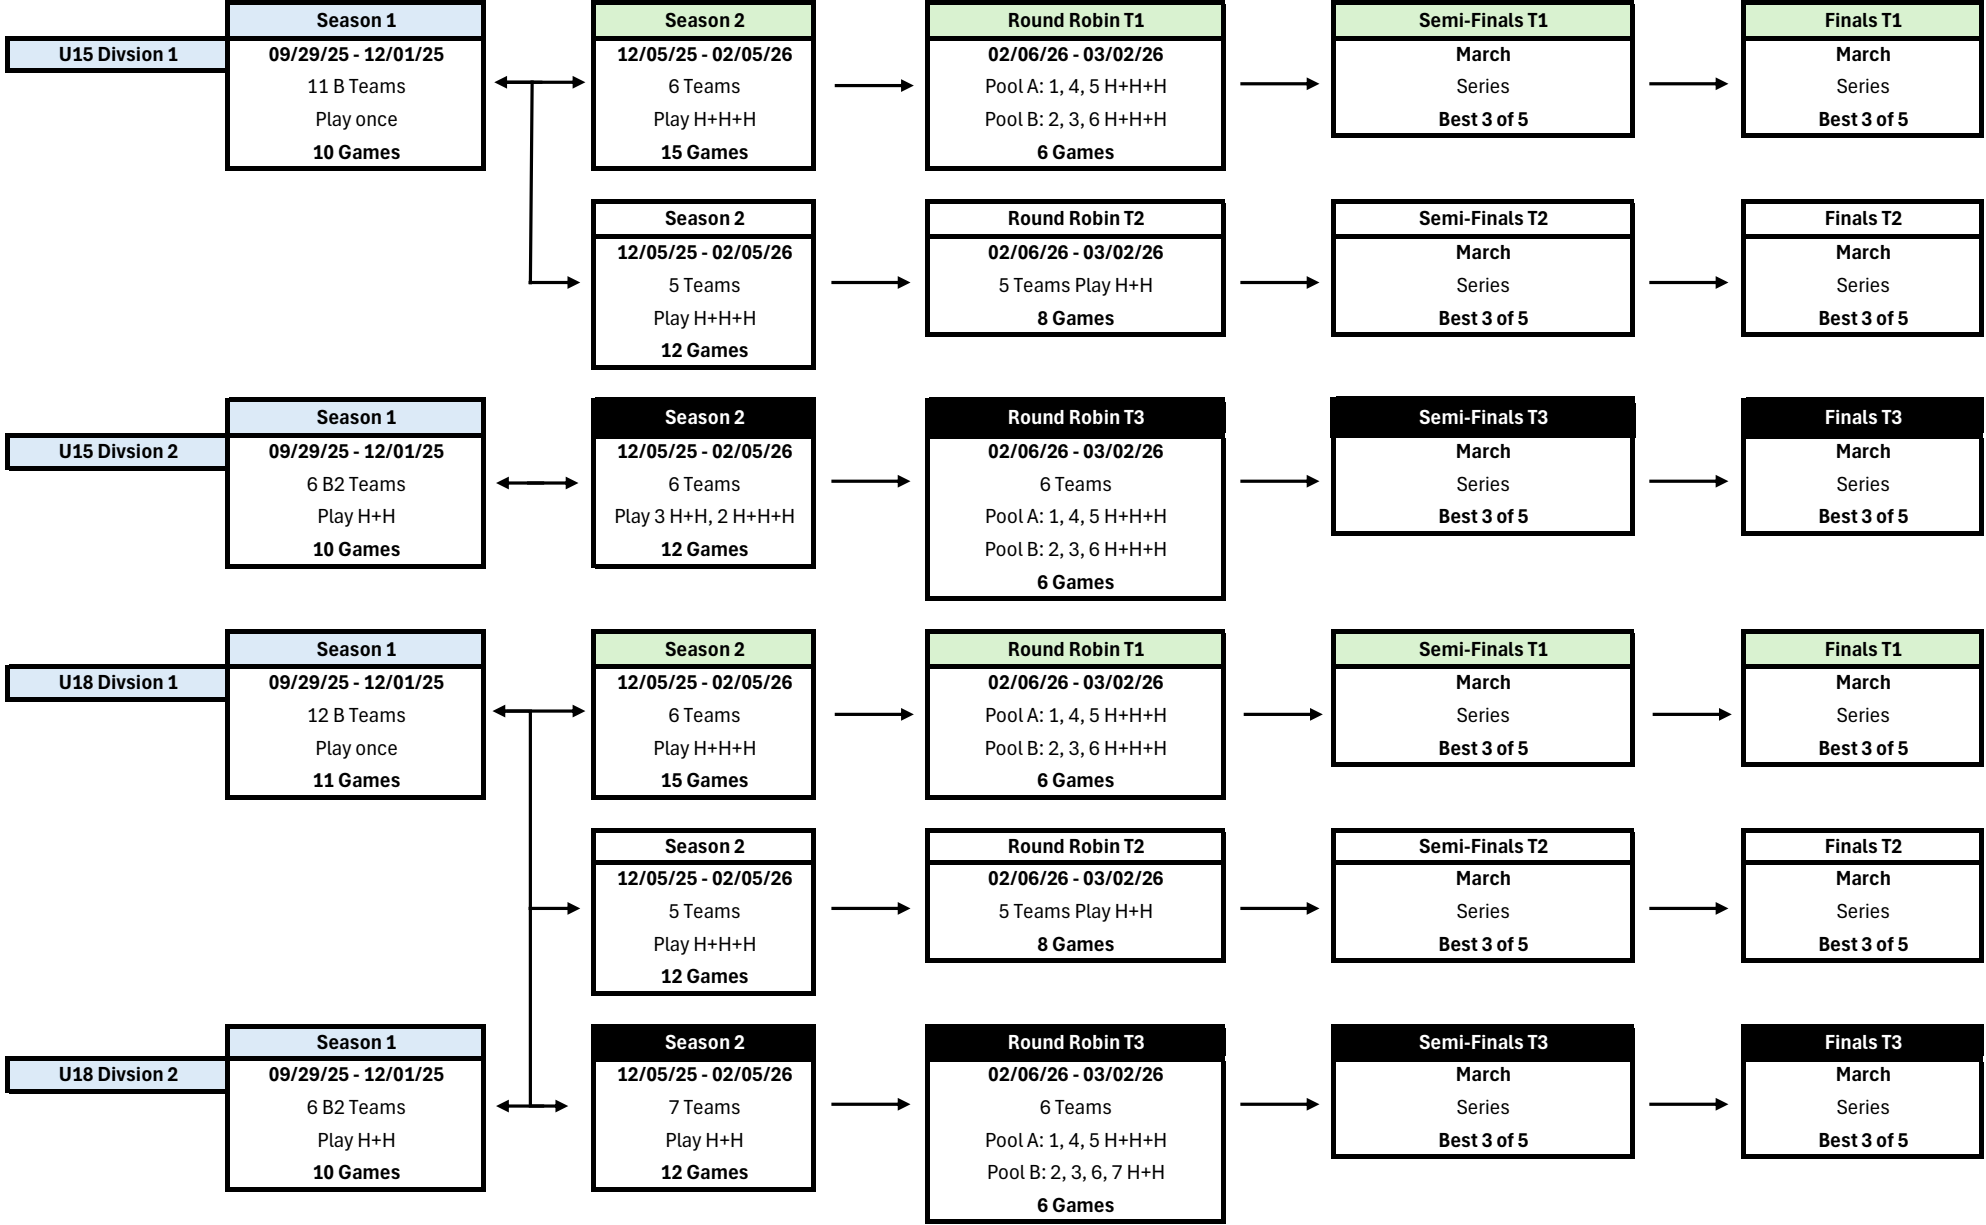 Season 1
Season 2
Round Robin T1
Semi-Finals T1
Finals T1
U15 Divsion 1
09/29/25 - 12/01/25
11 B Teams
Play once
10 Games
12/05/25 - 02/05/26
6 Teams
Play H+H+H
15 Games
02/06/26 - 03/02/26
Pool A: 1, 4, 5 H+H+H
Pool B: 2, 3, 6 H+H+H
6 Games
March
Series
Best 3 of 5
March
Series
Best 3 of 5
Season 2
Round Robin T2
Semi-Finals T2
Finals T2
12/05/25 - 02/05/26
5 Teams
Play H+H+H
12 Games
02/06/26 - 03/02/26
5 Teams Play H+H
8 Games
March
Series
Best 3 of 5
March
Series
Best 3 of 5
Season 1
Season 2
Round Robin T3
Semi-Finals T3
Finals T3
U15 Divsion 2
09/29/25 - 12/01/25
6 B2 Teams
Play H+H
10 Games
12/05/25 - 02/05/26
6 Teams
Play 3 H+H, 2 H+H+H
12 Games
02/06/26 - 03/02/26
6 Teams
Pool A: 1, 4, 5 H+H+H
Pool B: 2, 3, 6 H+H+H
6 Games
March
Series
Best 3 of 5
March
Series
Best 3 of 5
Season 1
Season 2
Round Robin T1
Semi-Finals T1
Finals T1
U18 Divsion 1
09/29/25 - 12/01/25
12 B Teams
Play once
11 Games
12/05/25 - 02/05/26
6 Teams
Play H+H+H
15 Games
02/06/26 - 03/02/26
Pool A: 1, 4, 5 H+H+H
Pool B: 2, 3, 6 H+H+H
6 Games
March
Series
Best 3 of 5
March
Series
Best 3 of 5
Season 2
Round Robin T2
Semi-Finals T2
Finals T2
12/05/25 - 02/05/26
5 Teams
Play H+H+H
12 Games
02/06/26 - 03/02/26
5 Teams Play H+H
8 Games
March
Series
Best 3 of 5
March
Series
Best 3 of 5
Season 1
Season 2
Round Robin T3
Semi-Finals T3
Finals T3
U18 Divsion 2
09/29/25 - 12/01/25
6 B2 Teams
Play H+H
10 Games
12/05/25 - 02/05/26
7 Teams
Play H+H
12 Games
02/06/26 - 03/02/26
6 Teams
Pool A: 1, 4, 5 H+H+H
Pool B: 2, 3, 6, 7 H+H
6 Games
March
Series
Best 3 of 5
March
Series
Best 3 of 5